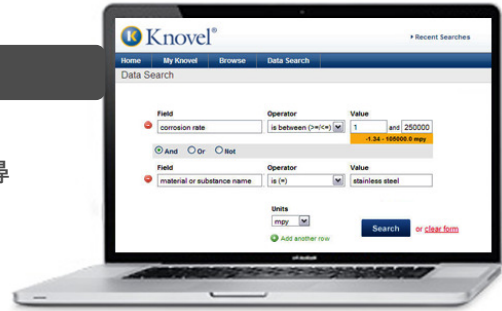 Knovel®
Recent Searches
Home My Knovel Browse Data Search
Data Search
Field Operator Value
corrosion rate is between (>=/<=) 1 and 250000
-1.34 - 105000.0 mpy
And Or Not
Field Operator Value
material or substance name is (=) stainless steel
尋
Units
mpy
Search or clear form
Add another row